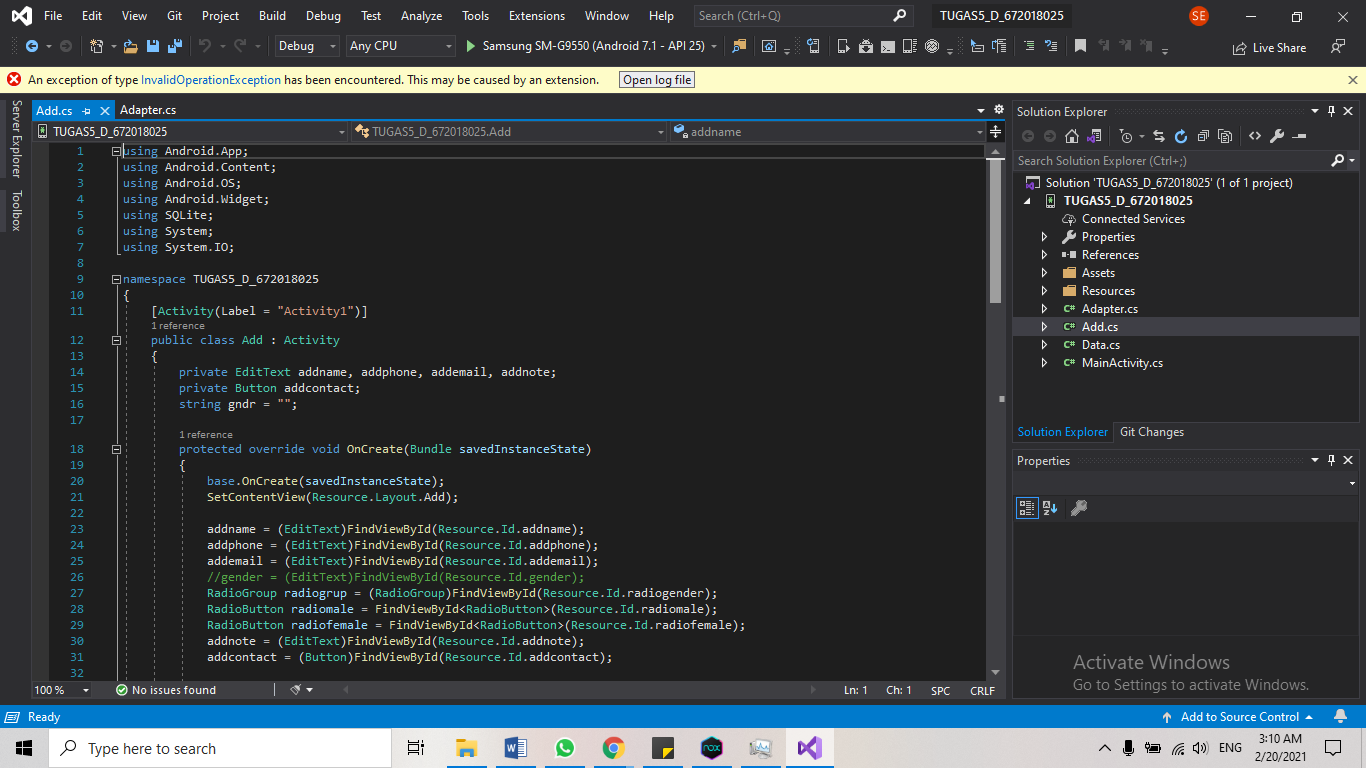 File Edit View Git Project Build Debug Test Analyze Tools Extensions Window Help Search (Ctrl+Q) TUGAS5_D_672018025 SE
Debug Any CPU Samsung SM-G9550 (Android 7.1 - API 25) Live Share
An exception of type InvalidOperationException has been encountered. This may be caused by an extension. Open log file
Server Explorer
Toolbox
Add.cs Adapter.cs
TUGAS5_D_672018025 TUGAS5_D_672018025.Add addname
1 using Android.App;
2 using Android.Content;
3 using Android.OS;
4 using Android.Widget;
5 using SQLite;
6 using System;
7 using System.IO;
8
9 namespace TUGAS5_D_672018025
10 {
11 [Activity(Label = "Activity1")]
1 reference
12 public class Add : Activity
13 {
14 private EditText addname, addphone, addemail, addnote;
15 private Button addcontact;
16 string gndr = "";
17
1 reference
18 protected override void OnCreate(Bundle savedInstanceState)
19 {
20 base.OnCreate(savedInstanceState);
21 SetContentView(Resource.Layout.Add);
22
23 addname = (EditText)FindViewById(Resource.Id.addname);
24 addphone = (EditText)FindViewById(Resource.Id.addphone);
25 addemail = (EditText)FindViewById(Resource.Id.addemail);
26 //gender = (EditText)FindViewById(Resource.Id.gender);
27 RadioGroup radiogrup = (RadioGroup)FindViewById(Resource.Id.radiogender);
28 RadioButton radiomale = FindViewById<RadioButton>(Resource.Id.radiomale);
29 RadioButton radiofemale = FindViewById<RadioButton>(Resource.Id.radiofemale);
30 addnote = (EditText)FindViewById(Resource.Id.addnote);
31 addcontact = (Button)FindViewById(Resource.Id.addcontact);
32
100 % No issues found Ln: 1 Ch: 1 SPC CRLF
Solution Explorer
Search Solution Explorer (Ctrl+;)
Solution 'TUGAS5_D_672018025' (1 of 1 project)
TUGAS5_D_672018025
Connected Services
Properties
References
Assets
Resources
C# Adapter.cs
C# Add.cs
C# Data.cs
C# MainActivity.cs
Solution Explorer Git Changes
Properties
Activate Windows
Go to Settings to activate Windows.
Ready Add to Source Control
Type here to search nox ENG 3:10 AM
2/20/2021